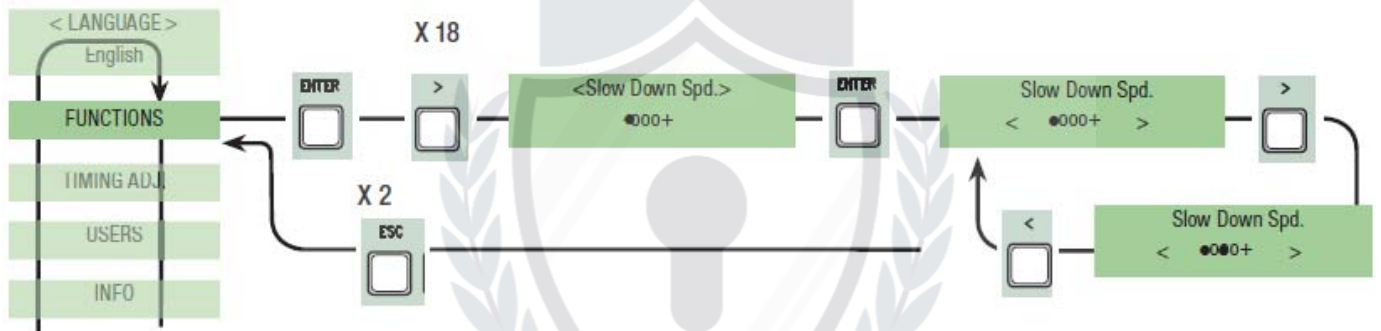 < LANGUAGE >
English
FUNCTIONS
TIMING ADJ.
USERS
INFO
X 18
ENTER
>
<Slow Down Spd.>
●000+
ENTER
Slow Down Spd.
< ●000+ >
>
X 2
ESC
<
Slow Down Spd.
< ●0●0+ >